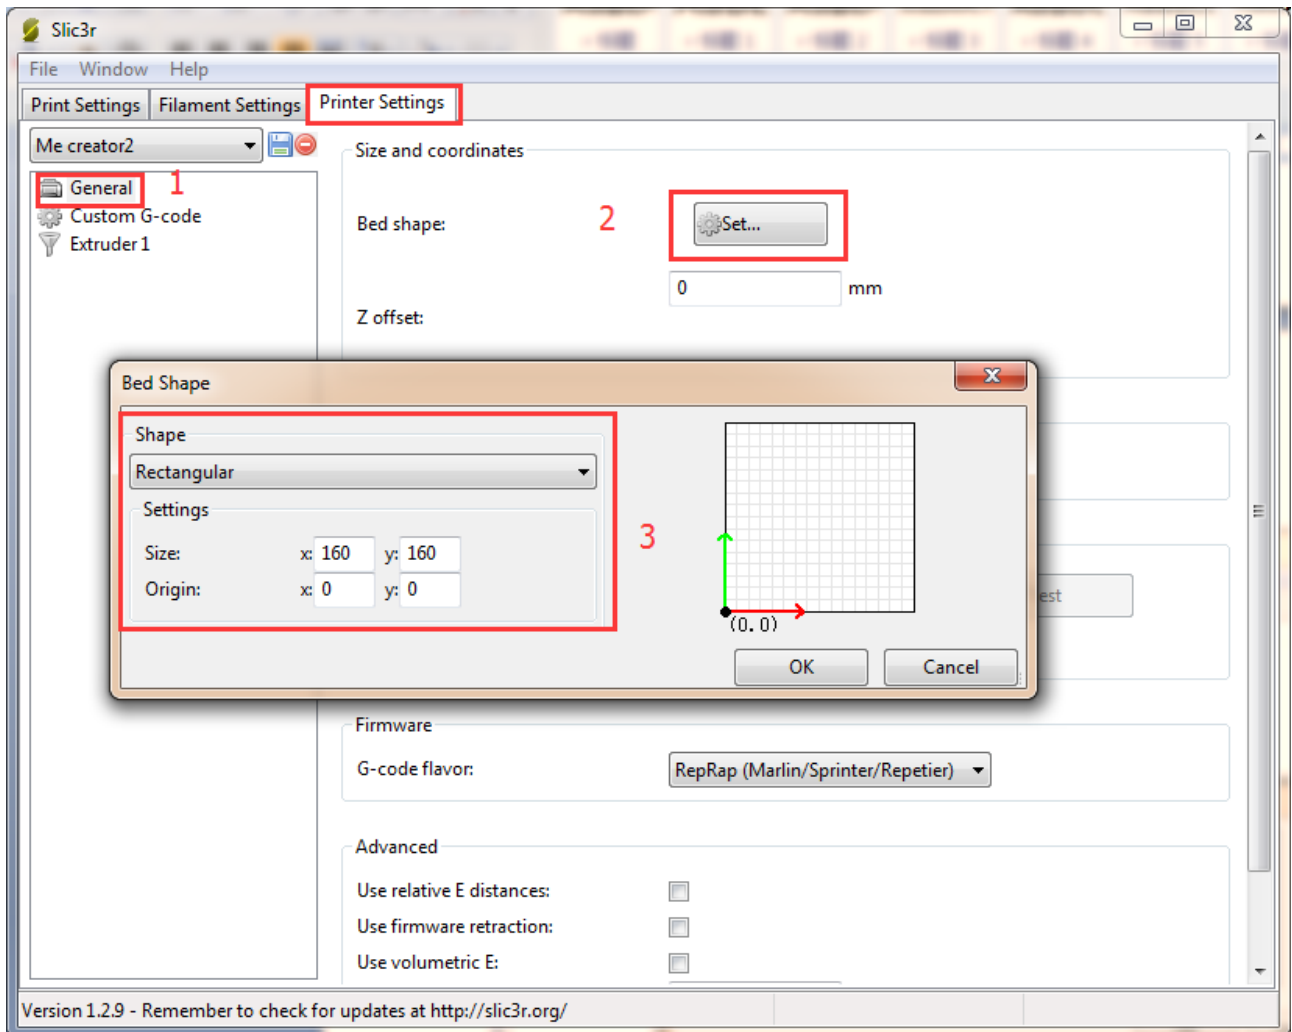 Slic3r
File Window Help
Print Settings Filament Settings Printer Settings
Me creator2
General 1
Custom G-code
Extruder 1
Size and coordinates
Bed shape: 2 Set...
0 mm
Z offset:
Bed Shape
Shape
Rectangular
Settings
Size: x: 160 y: 160
Origin: x: 0 y: 0
3
(0, 0)
OK Cancel
est
Firmware
G-code flavor: RepRap (Marlin/Sprinter/Repetier)
Advanced
Use relative E distances:
Use firmware retraction:
Use volumetric E:
Version 1.2.9 - Remember to check for updates at http://slic3r.org/